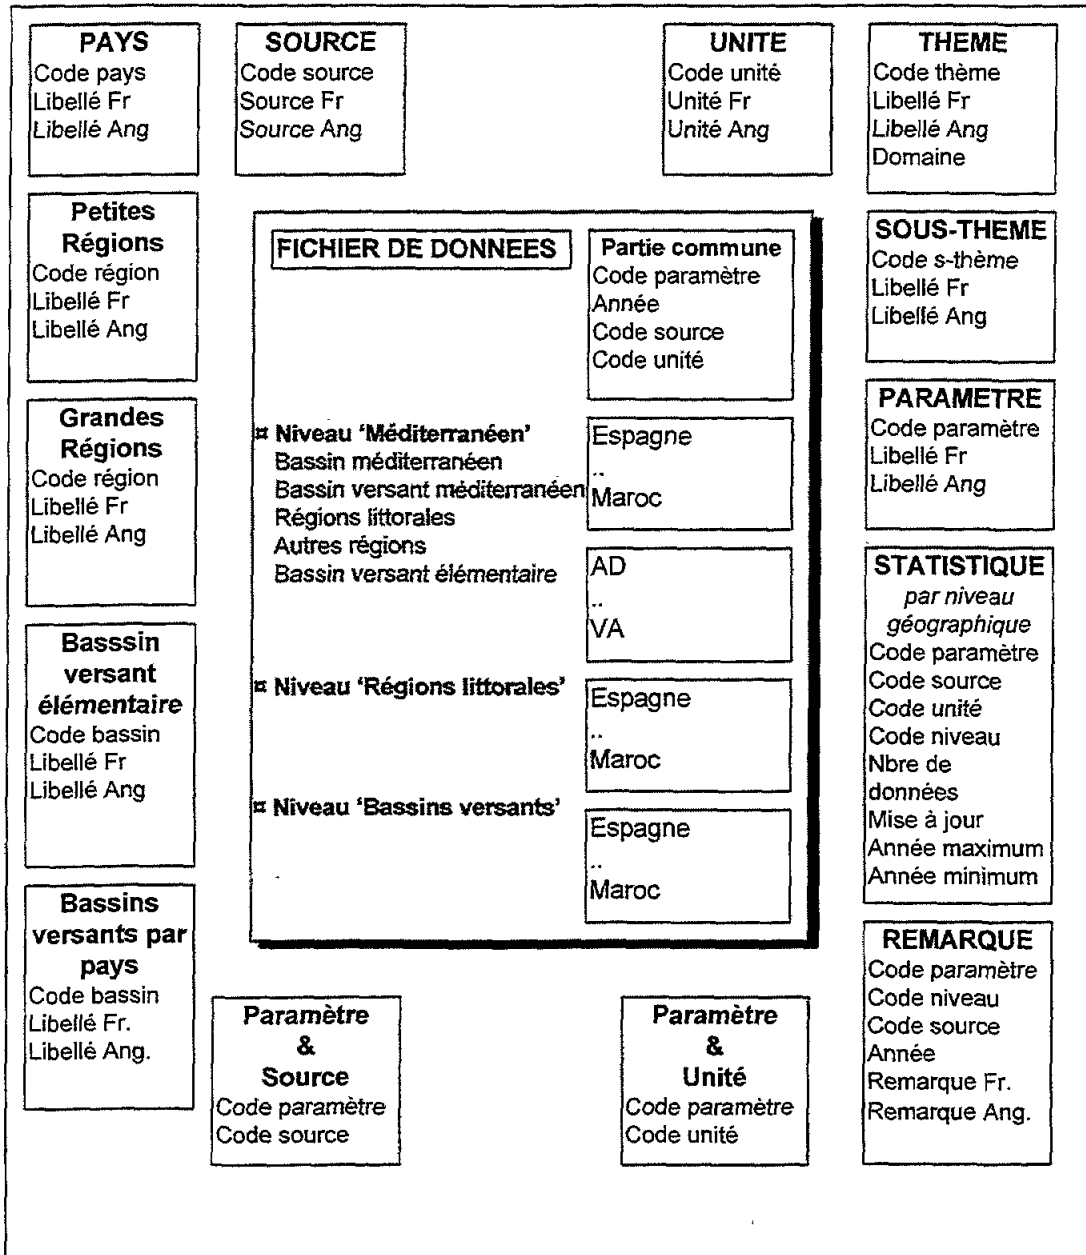 PAYS
Code pays
Libellé Fr
Libellé Ang
SOURCE
Code source
Source Fr
Source Ang
UNITE
Code unité
Unité Fr
Unité Ang
THEME
Code thème
Libellé Fr
Libellé Ang
Domaine
Petites
Régions
Code région
Libellé Fr
Libellé Ang
Grandes
Régions
Code région
Libellé Fr
Libellé Ang
Basssin
versant
élémentaire
Code bassin
Libellé Fr
Libellé Ang
Bassins
versants par
pays
Code bassin
Libellé Fr.
Libellé Ang.
FICHIER DE DONNEES
Partie commune
Code paramètre
Année
Code source
Code unité
¤ Niveau ‘Méditerranéen’
Bassin méditerranéen
Bassin versant méditerranéen
Régions littorales
Autres régions
Bassin versant élémentaire
Espagne
..
Maroc
AD
..
VA
¤ Niveau ‘Régions littorales’
Espagne
..
Maroc
¤ Niveau ‘Bassins versants’
Espagne
..
Maroc
SOUS-THEME
Code s-thème
Libellé Fr
Libellé Ang
PARAMETRE
Code paramètre
Libellé Fr
Libellé Ang
STATISTIQUE
par niveau
géographique
Code paramètre
Code source
Code unité
Code niveau
Nbre de
données
Mise à jour
Année maximum
Année minimum
REMARQUE
Code paramètre
Code niveau
Code source
Année
Remarque Fr.
Remarque Ang.
Paramètre
&
Source
Code paramètre
Code source
Paramètre
&
Unité
Code paramètre
Code unité